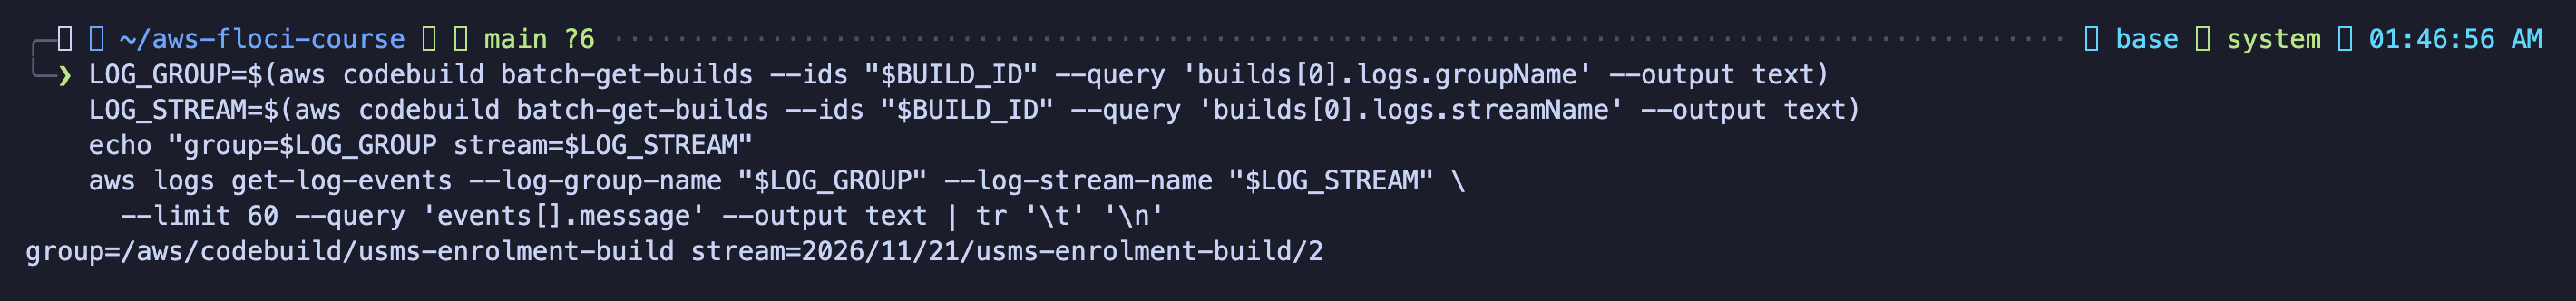 ~/aws-floci-course main ?6 base system 01:46:56 AM
❯ LOG_GROUP=$(aws codebuild batch-get-builds --ids "$BUILD_ID" --query 'builds[0].logs.groupName' --output text)
LOG_STREAM=$(aws codebuild batch-get-builds --ids "$BUILD_ID" --query 'builds[0].logs.streamName' --output text)
echo "group=$LOG_GROUP stream=$LOG_STREAM"
aws logs get-log-events --log-group-name "$LOG_GROUP" --log-stream-name "$LOG_STREAM" \
--limit 60 --query 'events[].message' --output text | tr '\t' '\n'
group=/aws/codebuild/usms-enrolment-build stream=2026/11/21/usms-enrolment-build/2